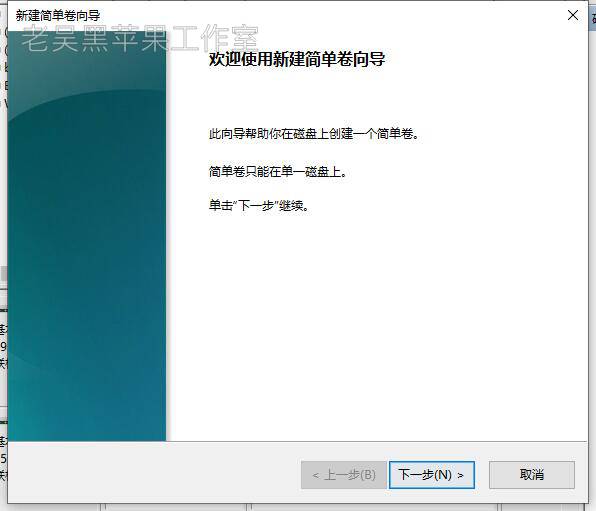 新建简单卷向导
老吴黑苹果工作室
欢迎使用新建简单卷向导
此向导帮助你在磁盘上创建一个简单卷。
简单卷只能在单一磁盘上。
单击"下一步"继续。
< 上一步(B)
下一步(N) >
取消